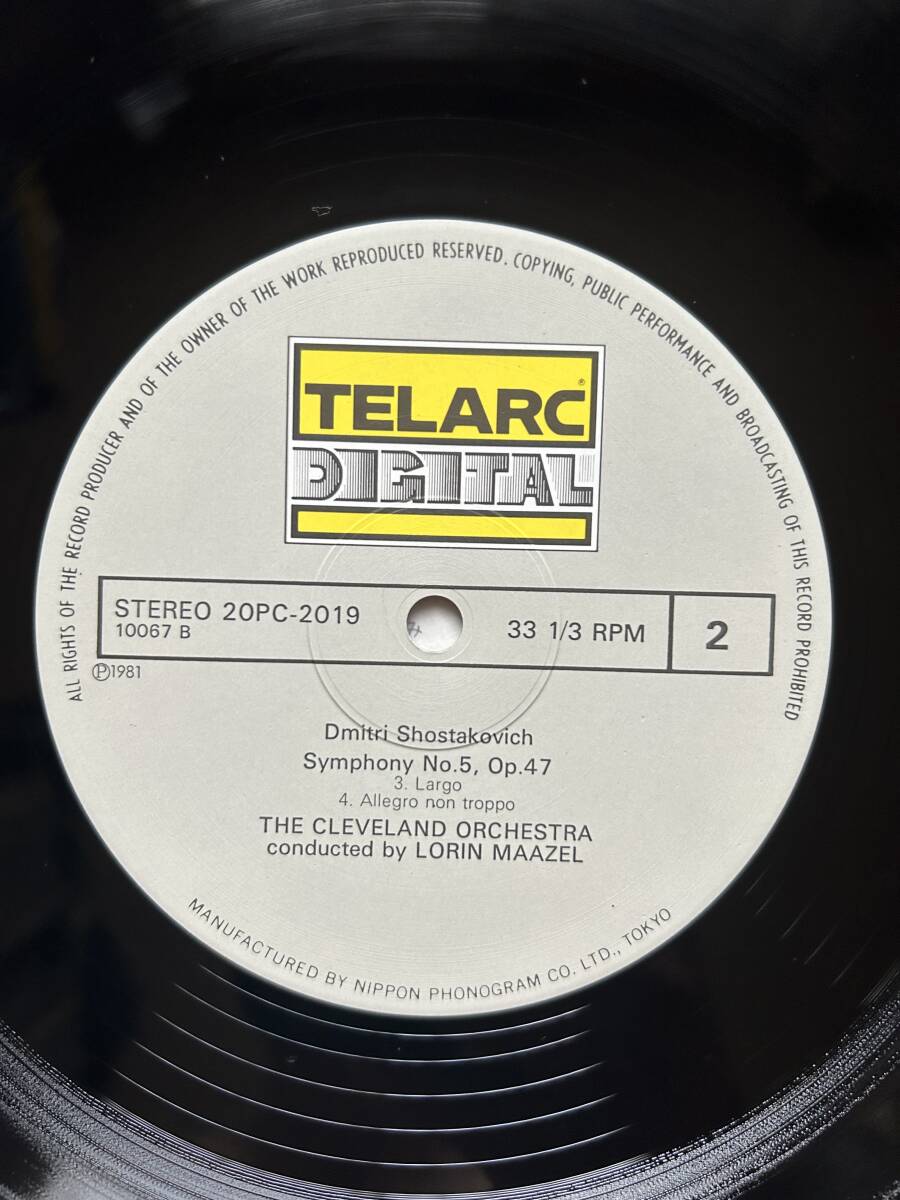 ALL RIGHTS OF THE RECORD PRODUCER AND OF THE OWNER OF THE WORK REPRODUCED RESERVED. COPYING, PUBLIC PERFORMANCE AND BROADCASTING OF THIS RECORD PROHIBITED
TELARC®
DIGITAL
STEREO 20PC-2019
10067 B
33 1/3 RPM
2
Ⓟ1981
Dmitri Shostakovich
Symphony No.5, Op.47
3. Largo
4. Allegro non troppo
THE CLEVELAND ORCHESTRA
conducted by LORIN MAAZEL
MANUFACTURED BY NIPPON PHONOGRAM CO. LTD., TOKYO